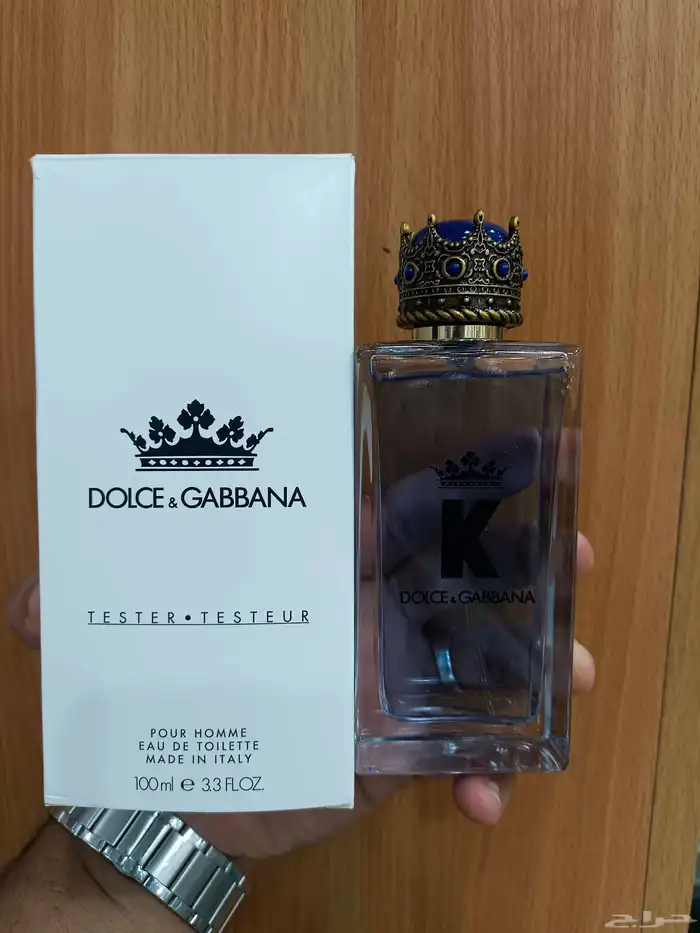 DOLCE & GABBANA
TESTER • TESTEUR
POUR HOMME
EAU DE TOILETTE
MADE IN ITALY
100ml e 3.3 FL.OZ.
K
DOLCE & GABBANA
حراج